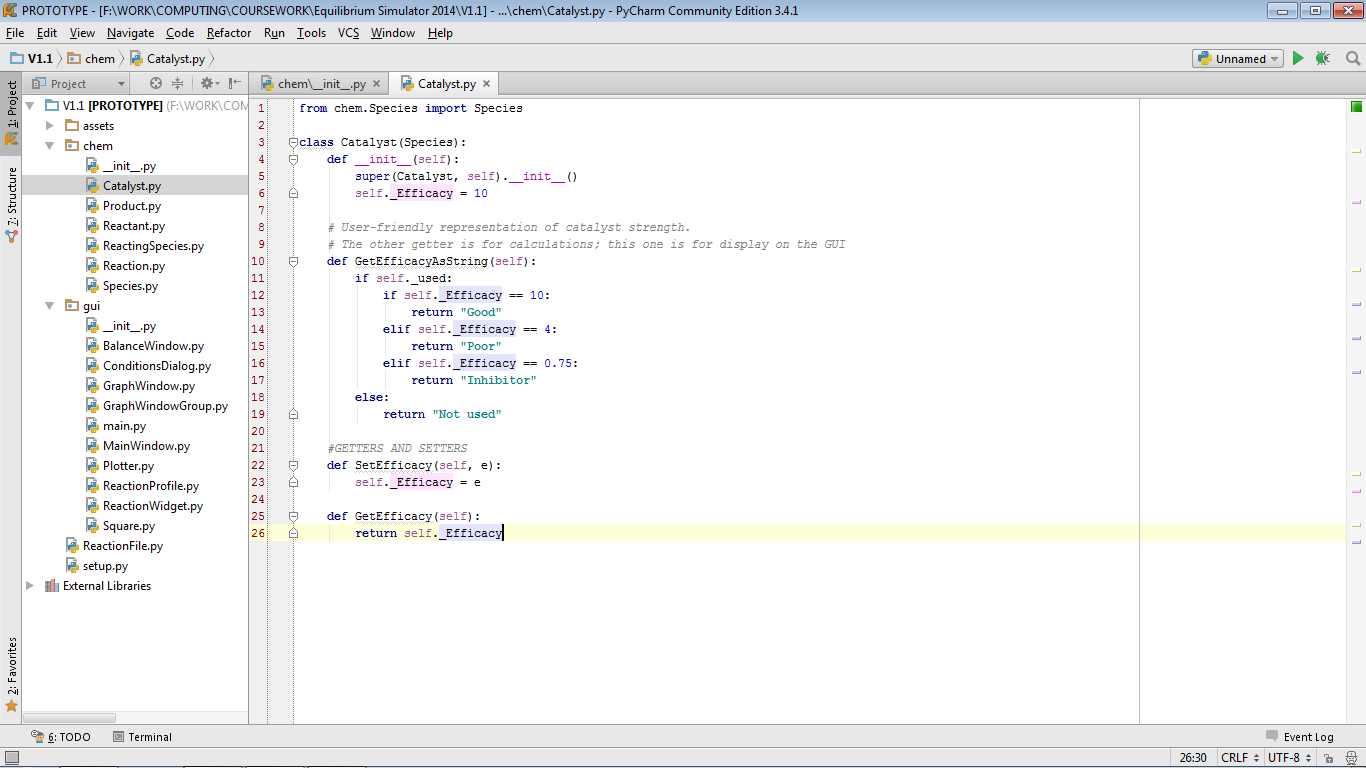 PROTOTYPE - [F:\WORK\COMPUTING\COURSEWORK\Equilibrium Simulator 2014\V1.1] - ...\chem\Catalyst.py - PyCharm Community Edition 3.4.1
File Edit View Navigate Code Refactor Run Tools VCS Window Help
V1.1 chem Catalyst.py Unnamed
1: Project
7: Structure
2: Favorites
Project
V1.1 [PROTOTYPE] (F:\WORK\COM
assets
chem
__init__.py
Catalyst.py
Product.py
Reactant.py
ReactingSpecies.py
Reaction.py
Species.py
gui
__init__.py
BalanceWindow.py
ConditionsDialog.py
GraphWindow.py
GraphWindowGroup.py
main.py
MainWindow.py
Plotter.py
ReactionProfile.py
ReactionWidget.py
Square.py
ReactionFile.py
setup.py
External Libraries
chem\__init__.py Catalyst.py
1 from chem.Species import Species
2
3 class Catalyst(Species):
4 def __init__(self):
5 super(Catalyst, self).__init__()
6 self._Efficacy = 10
7
8 # User-friendly representation of catalyst strength.
9 # The other getter is for calculations; this one is for display on the GUI
10 def GetEfficacyAsString(self):
11 if self._used:
12 if self._Efficacy == 10:
13 return "Good"
14 elif self._Efficacy == 4:
15 return "Poor"
16 elif self._Efficacy == 0.75:
17 return "Inhibitor"
18 else:
19 return "Not used"
20
21 #GETTERS AND SETTERS
22 def SetEfficacy(self, e):
23 self._Efficacy = e
24
25 def GetEfficacy(self):
26 return self._Efficacy
6: TODO Terminal Event Log
26:30 CRLF UTF-8